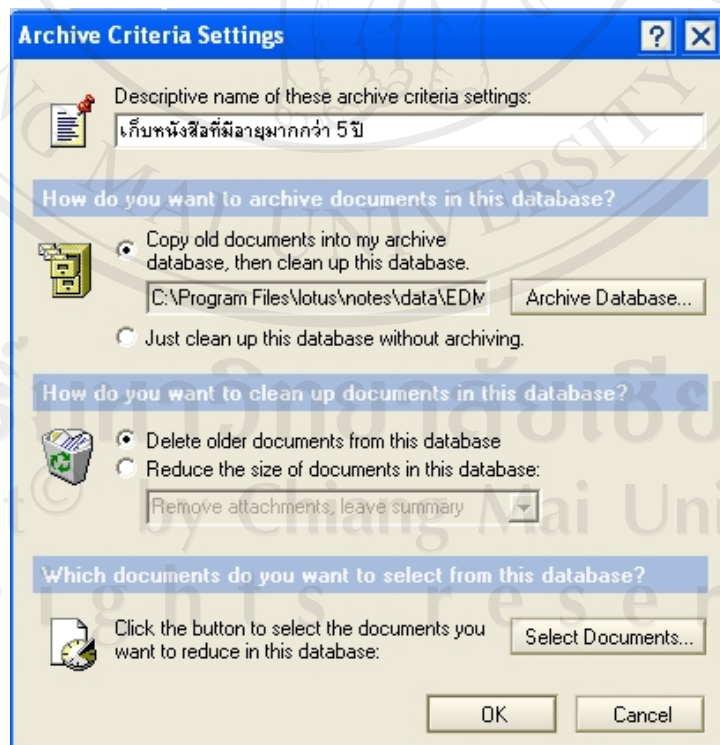 Archive Criteria Settings
Descriptive name of these archive criteria settings:
เก็บหนังสือที่มีอายุมากกว่า 5 ปี
How do you want to archive documents in this database?
Copy old documents into my archive
database, then clean up this database.
C:\Program Files\lotus\notes\data\EDM
Archive Database...
Just clean up this database without archiving.
How do you want to clean up documents in this database?
Delete older documents from this database
Reduce the size of documents in this database:
Remove attachments, leave summary
Which documents do you want to select from this database?
Click the button to select the documents you
want to reduce in this database:
Select Documents...
OK
Cancel